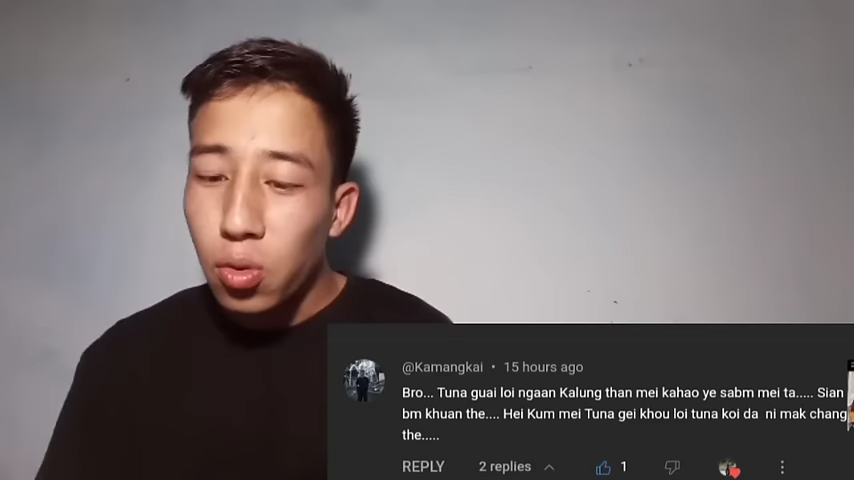 @Kamangkai • 15 hours ago
Bro... Tuna guai loi ngaan Kalung than mei kahao ye sabm mei ta..... Sian
bm khuan the.... Hei Kum mei Tuna gei khou loi tuna koi da ni mak chang
the.....
REPLY 2 replies 1